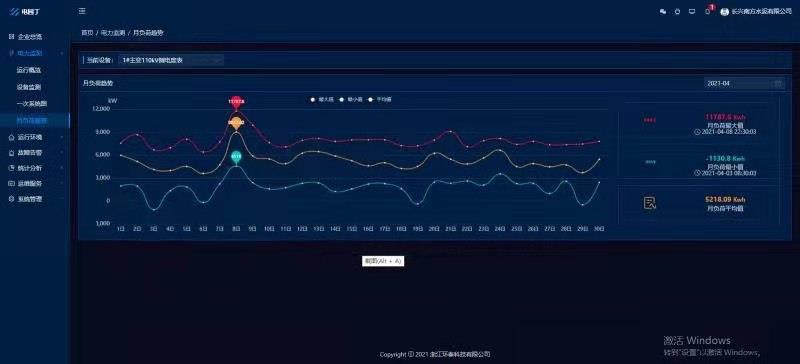 电园丁
长兴南方水泥有限公司
企业总览
电力监测
运行概览
设备监测
一次系统图
月负荷趋势
运行环境
故障告警
统计分析
运维服务
系统管理
首页 / 电力监测 / 月负荷趋势
当前设备: 1#主变110kV侧电度表
月负荷趋势
2021-04
kW
最大值 最小值 平均值
12,000
9,000
6,000
3,000
0
1,000
11787.6
1日 2日 3日 4日 5日 6日 7日 8日 9日 10日 11日 12日 13日 14日 15日 16日 17日 18日 19日 20日 21日 22日 23日 24日 25日 26日 27日 28日 29日 30日
11787.6 Kwh
月负荷最大值
2021-04-08 22:30:03
-1130.8 Kwh
月负荷最小值
2021-04-03 08:30:03
5218.09 Kwh
月负荷平均值
截图(Alt + A)
Copyright © 2021 浙江环泰科技有限公司
激活 Windows
转到"设置"以激活 Windows。